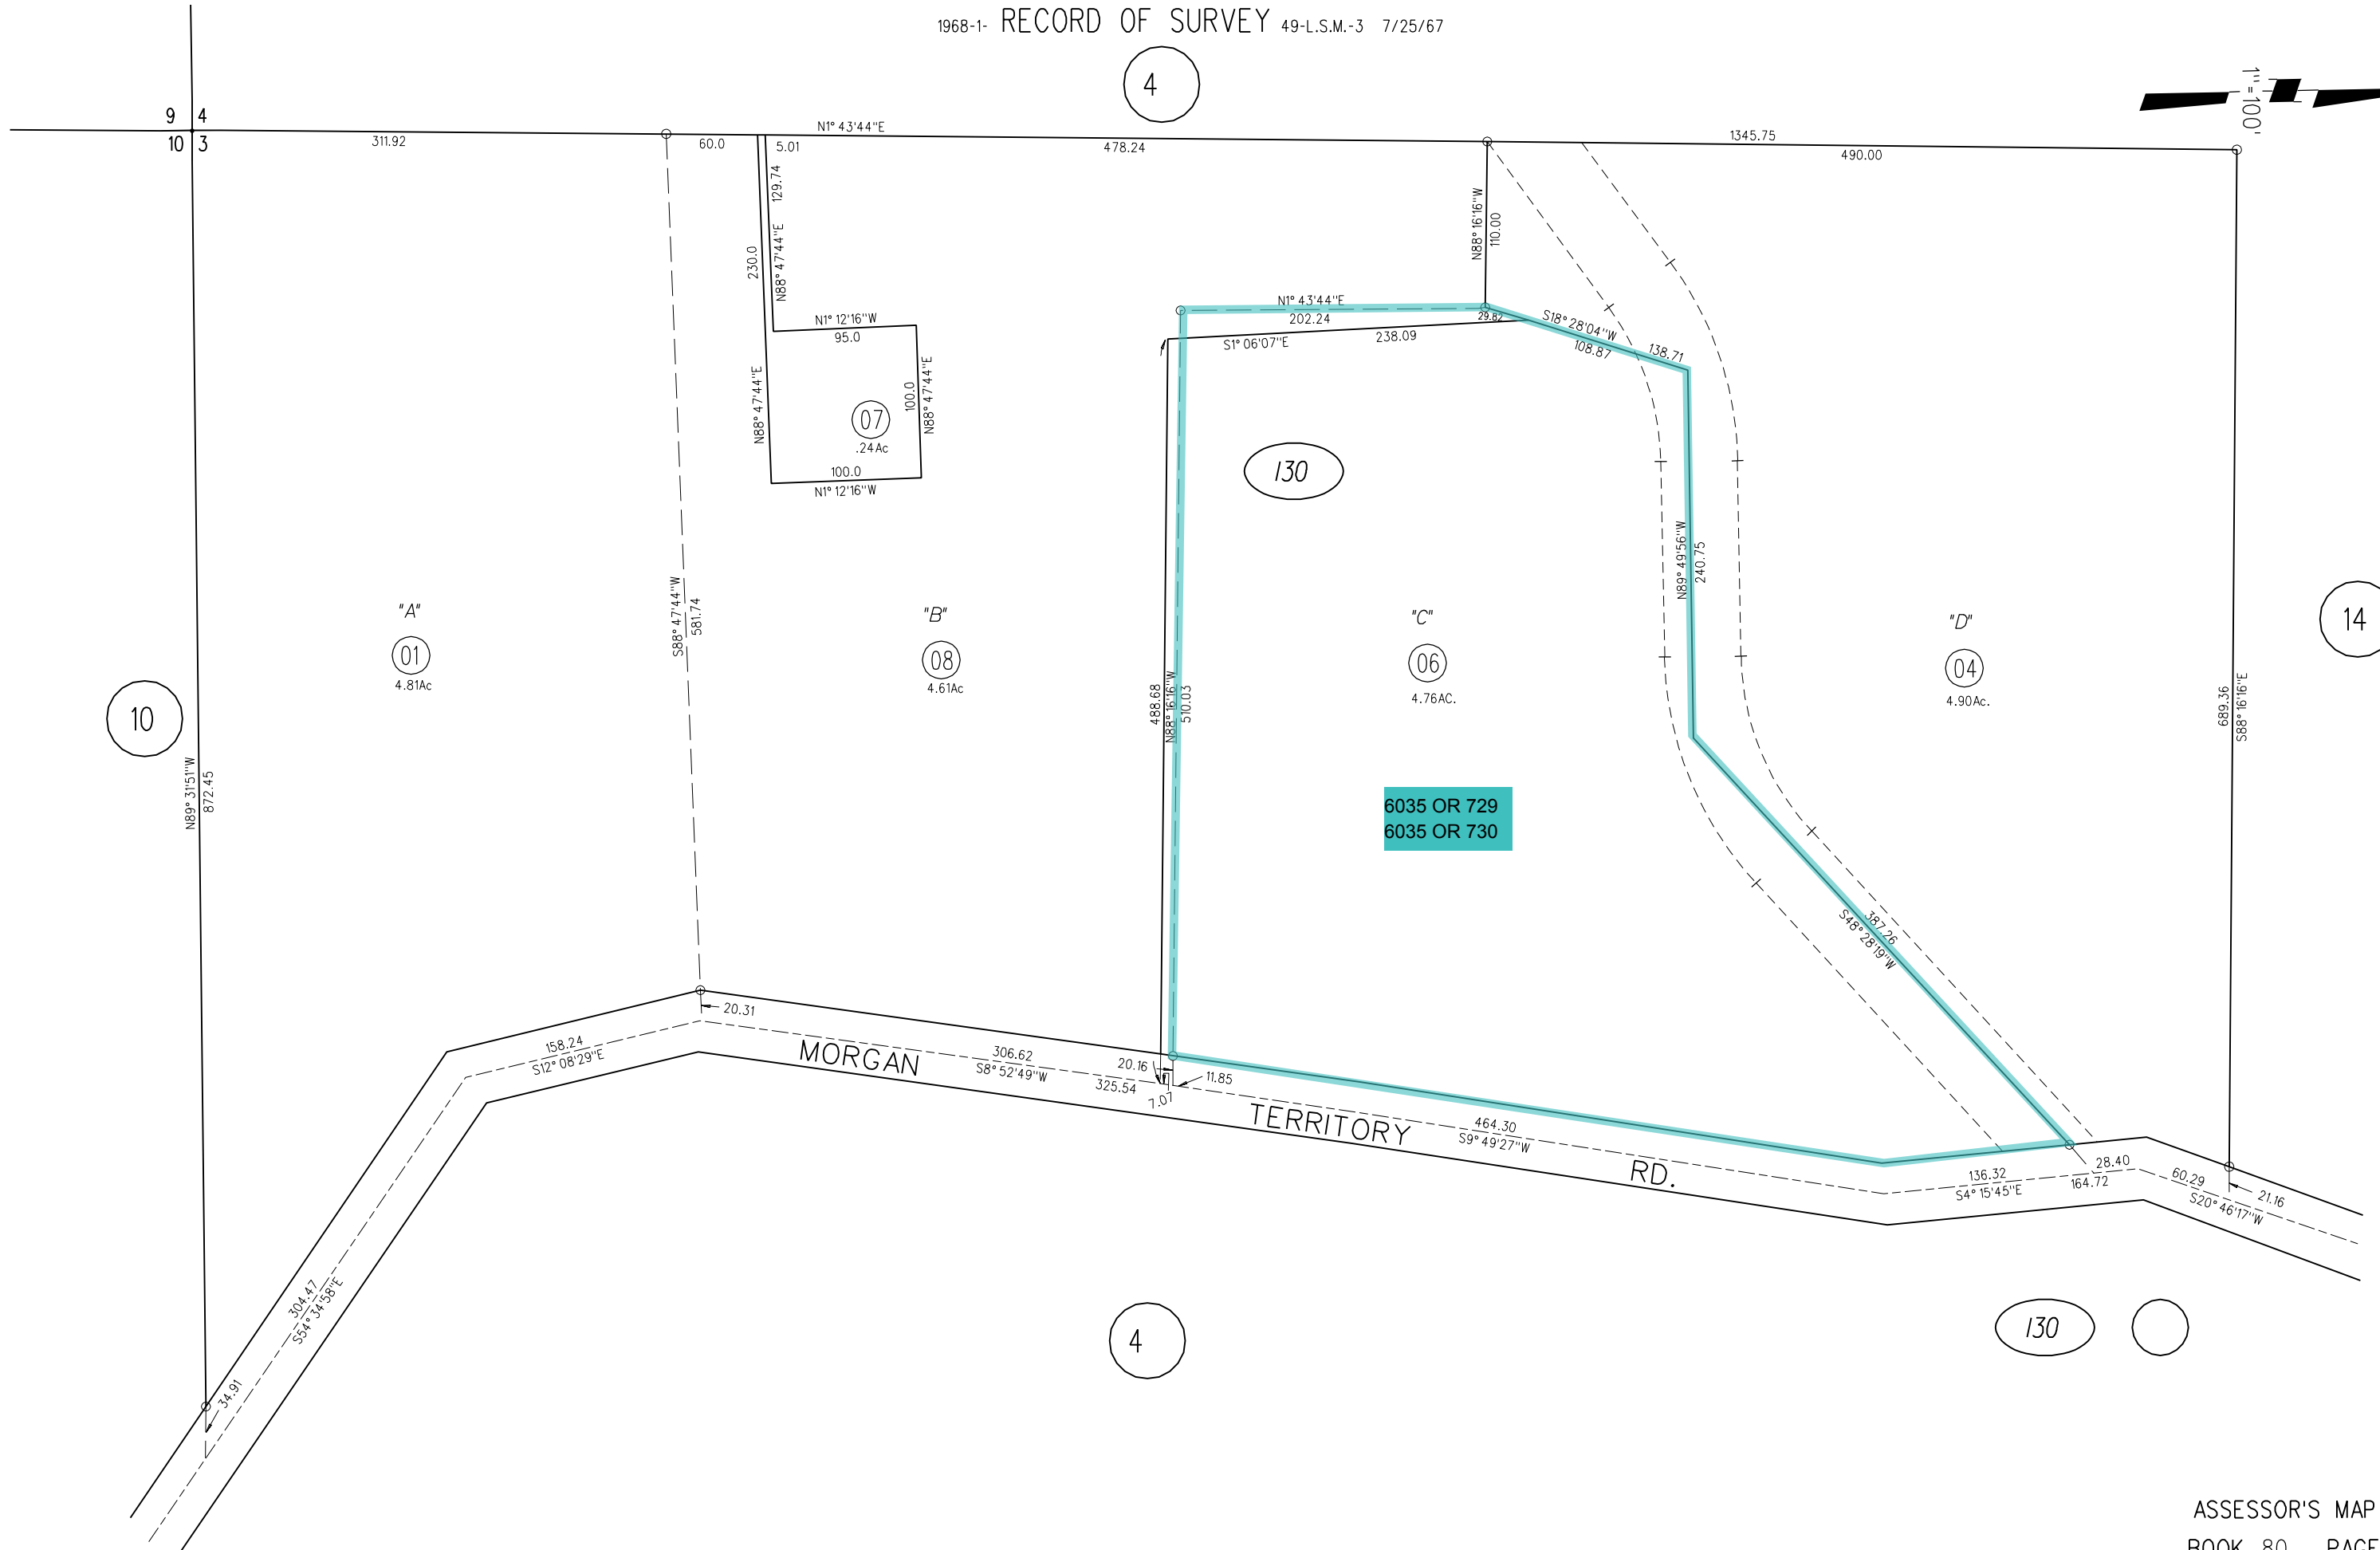 1968-1- RECORD OF SURVEY 49-L.S.M.-3 7/25/67
4
1"=100'
9 4
10 3
N1° 43'44"E
311.92
60.0
5.01
478.24
1345.75
490.00
129.74
N88° 47'44"E
230.0
N88° 47'44"E
N1° 12'16"W
95.0
100.0
N88° 47'44"E
07
.24Ac
100.0
N1° 12'16"W
N88° 16'16"W
110.00
N1° 43'44"E
202.24
29.82
S1° 06'07"E
238.09
S18° 28'04"W
108.87
138.71
130
N89° 49'56"W
240.75
S88° 47'44"W
581.74
"A"
01
4.81Ac
"B"
08
4.61Ac
"C"
06
4.76AC.
"D"
04
4.90Ac.
14
10
488.68
N88° 16'16"W
510.03
689.36
S88° 16'16"E
N89° 31'51"W
872.45
6035 OR 729
6035 OR 730
387.26
S48° 28'19"W
20.31
158.24
S12° 08'29"E
MORGAN
306.62
S8° 52'49"W
325.54
20.16
11.85
7.07
TERRITORY
464.30
S9° 49'27"W
RD.
136.32
S4° 15'45"E
28.40
164.72
60.29
S20° 46'17"W
21.16
304.47
S54° 34'58"E
34.91
4
130
ASSESSOR'S MAP
BOOK 80 PAGE